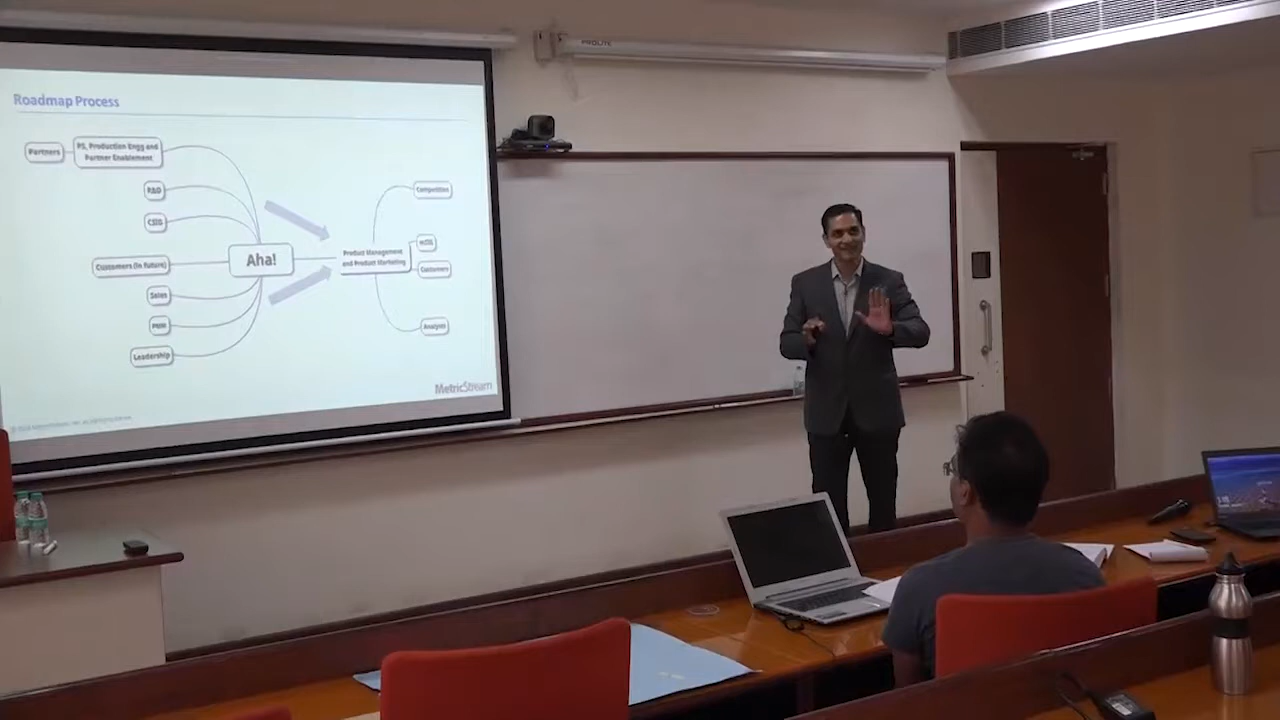 PROLITE
Roadmap Process
Partners
PS, Production Engg and
Partner Enablement
R&D
CSIG
Customers (in future)
Sales
PMM
Leadership
Aha!
Product Management
and Product Marketing
Competition
Customers
Analysts
MetricStream